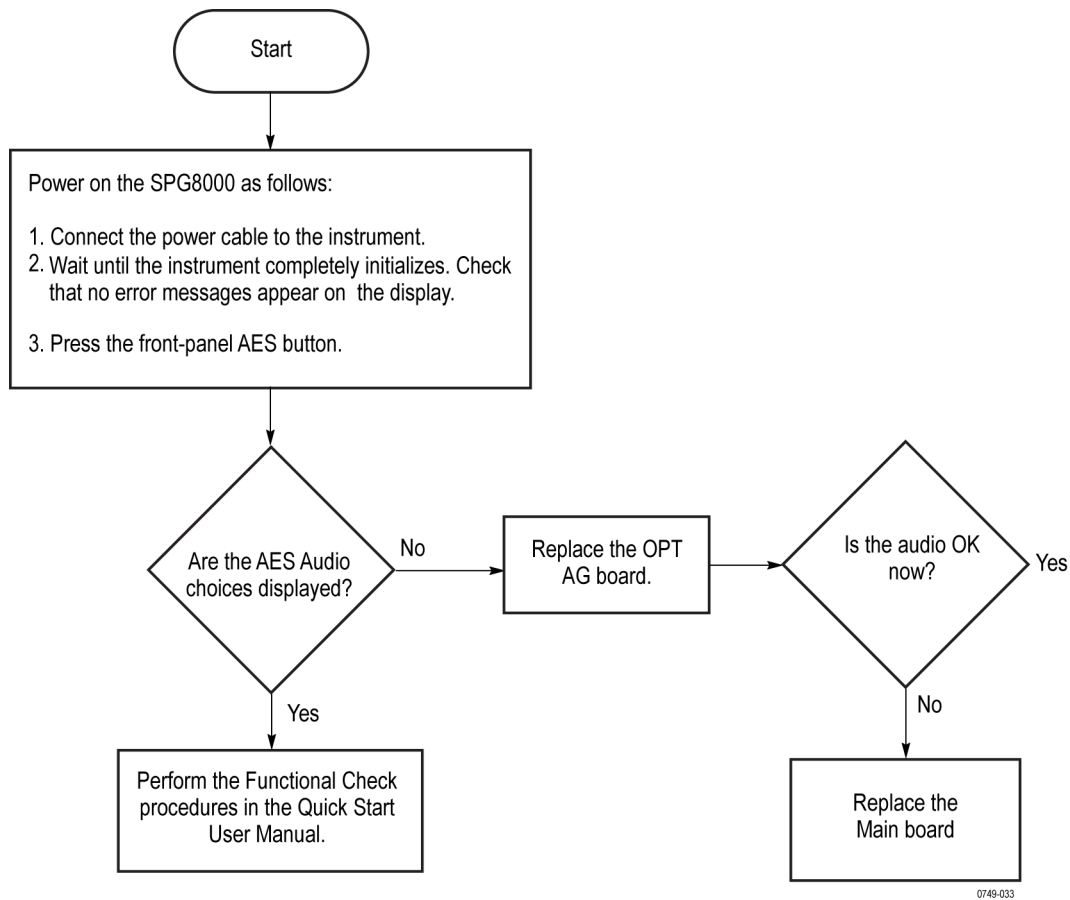 Start
Power on the SPG8000 as follows:
1. Connect the power cable to the instrument.
2. Wait until the instrument completely initializes. Check
that no error messages appear on the display.
3. Press the front-panel AES button.
Are the AES Audio
choices displayed?
No
Replace the OPT
AG board.
Is the audio OK
now?
Yes
Yes
No
Perform the Functional Check
procedures in the Quick Start
User Manual.
Replace the
Main board
0749-033